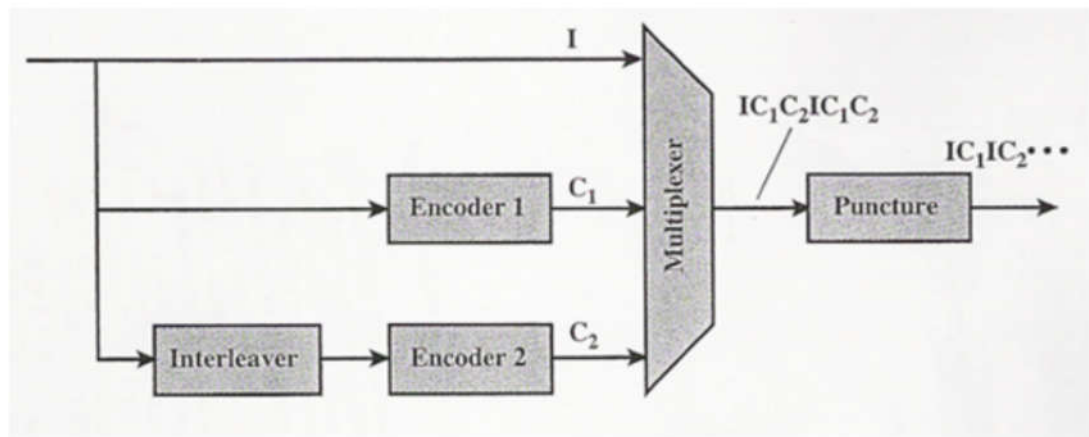 I
IC₁C₂IC₁C₂
IC₁IC₂•••
C₁
Encoder 1
Multiplexer
Puncture
C₂
Interleaver
Encoder 2